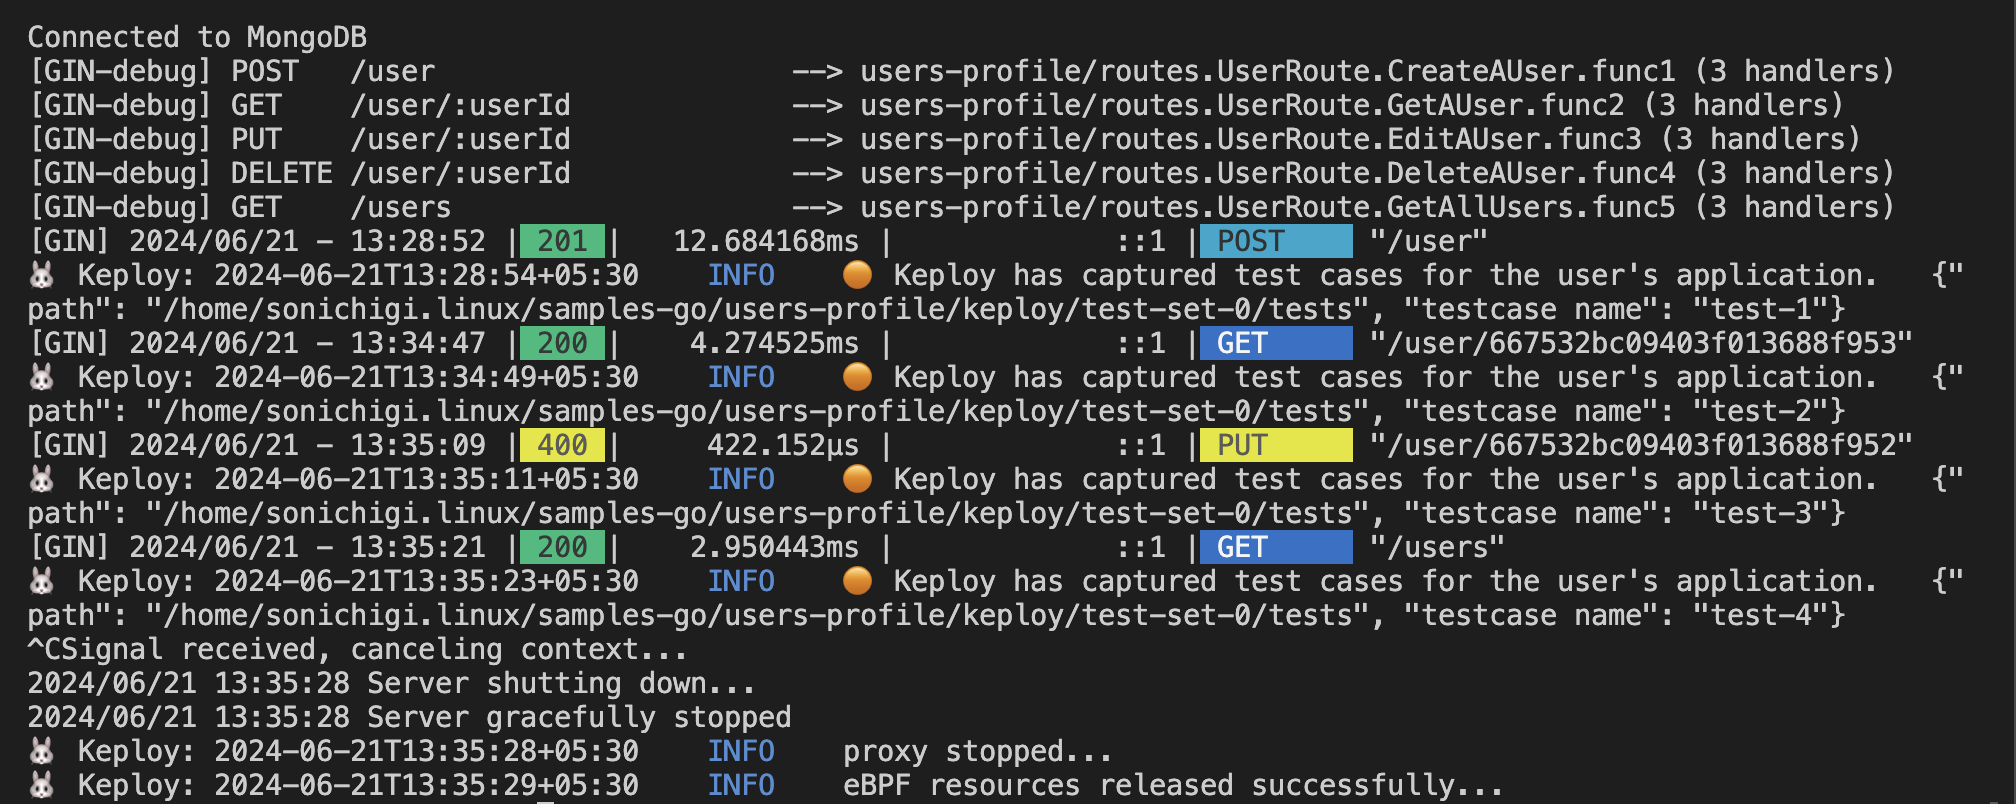 Connected to MongoDB
[GIN-debug] POST   /user                     --> users-profile/routes.UserRoute.CreateAUser.func1 (3 handlers)
[GIN-debug] GET    /user/:userId             --> users-profile/routes.UserRoute.GetAUser.func2 (3 handlers)
[GIN-debug] PUT    /user/:userId             --> users-profile/routes.UserRoute.EditAUser.func3 (3 handlers)
[GIN-debug] DELETE /user/:userId             --> users-profile/routes.UserRoute.DeleteAUser.func4 (3 handlers)
[GIN-debug] GET    /users                    --> users-profile/routes.UserRoute.GetAllUsers.func5 (3 handlers)
[GIN] 2024/06/21 - 13:28:52 | 201 |   12.684168ms |             ::1 | POST     "/user"
🐰 Keploy: 2024-06-21T13:28:54+05:30    INFO    🟠 Keploy has captured test cases for the user's application.   {"
path": "/home/sonichigi.linux/samples-go/users-profile/keploy/test-set-0/tests", "testcase name": "test-1"}
[GIN] 2024/06/21 - 13:34:47 | 200 |    4.274525ms |             ::1 | GET      "/user/667532bc09403f013688f953"
🐰 Keploy: 2024-06-21T13:34:49+05:30    INFO    🟠 Keploy has captured test cases for the user's application.   {"
path": "/home/sonichigi.linux/samples-go/users-profile/keploy/test-set-0/tests", "testcase name": "test-2"}
[GIN] 2024/06/21 - 13:35:09 | 400 |     422.152µs |             ::1 | PUT      "/user/667532bc09403f013688f952"
🐰 Keploy: 2024-06-21T13:35:11+05:30    INFO    🟠 Keploy has captured test cases for the user's application.   {"
path": "/home/sonichigi.linux/samples-go/users-profile/keploy/test-set-0/tests", "testcase name": "test-3"}
[GIN] 2024/06/21 - 13:35:21 | 200 |    2.950443ms |             ::1 | GET      "/users"
🐰 Keploy: 2024-06-21T13:35:23+05:30    INFO    🟠 Keploy has captured test cases for the user's application.   {"
path": "/home/sonichigi.linux/samples-go/users-profile/keploy/test-set-0/tests", "testcase name": "test-4"}
^CSignal received, canceling context...
2024/06/21 13:35:28 Server shutting down...
2024/06/21 13:35:28 Server gracefully stopped
🐰 Keploy: 2024-06-21T13:35:28+05:30    INFO    proxy stopped...
🐰 Keploy: 2024-06-21T13:35:29+05:30    INFO    eBPF resources released successfully...